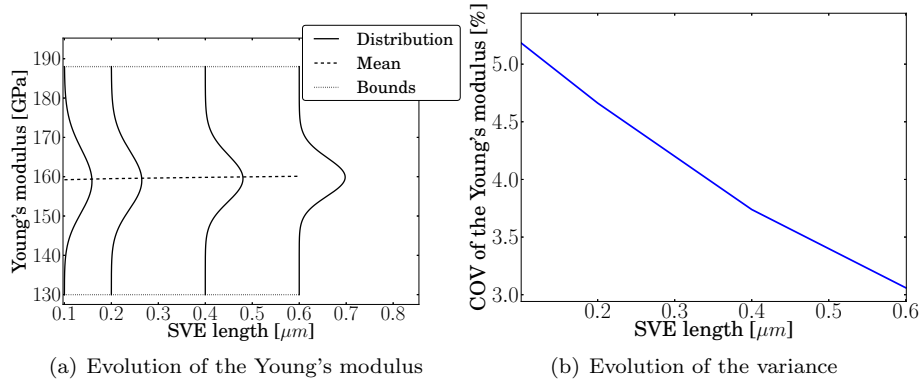 Distribution
Mean
Bounds
Young's modulus [GPa]
190
180
170
160
150
140
130
0.1 0.2 0.3 0.4 0.5 0.6 0.7 0.8
SVE length [μm]
(a) Evolution of the Young's modulus
COV of the Young's modulus [%]
5.0
4.5
4.0
3.5
3.0
0.2 0.3 0.4 0.5 0.6
SVE length [μm]
(b) Evolution of the variance